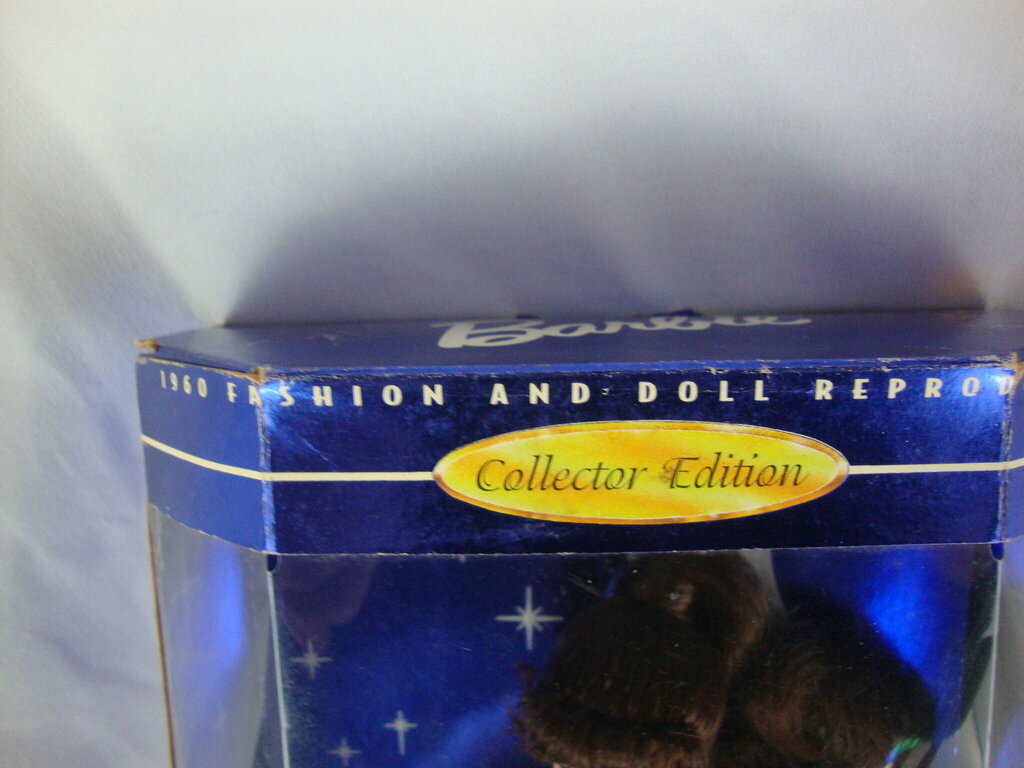 Barbie
1960 FASHION AND DOLL REPROD
Collector Edition